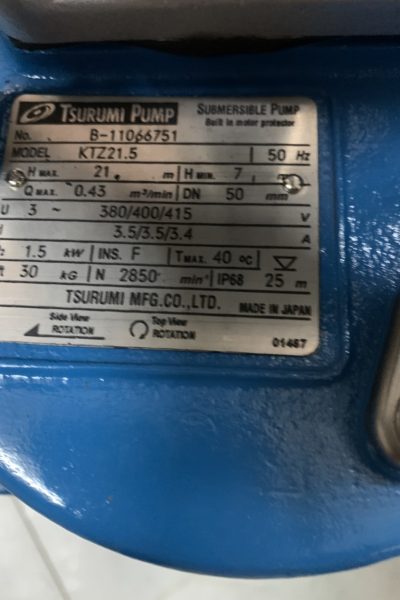 TSURUMI PUMP SUBMERSIBLE PUMP
Built in motor protector
No. B-11066751
MODEL KTZ21.5 50 Hz
H MAX. 21. m H MIN. 7
Q MAX. 0.43 m³/min DN 50 mm
U 3 ~ 380/400/415 V
3.5/3.5/3.4 A
1.5 kW INS. F TMAX. 40 °C
30 KG N 2850 min⁻¹ IP68 25 m
TSURUMI MFG.CO.,LTD. MADE IN JAPAN
Side View ROTATION Top View ROTATION
01467